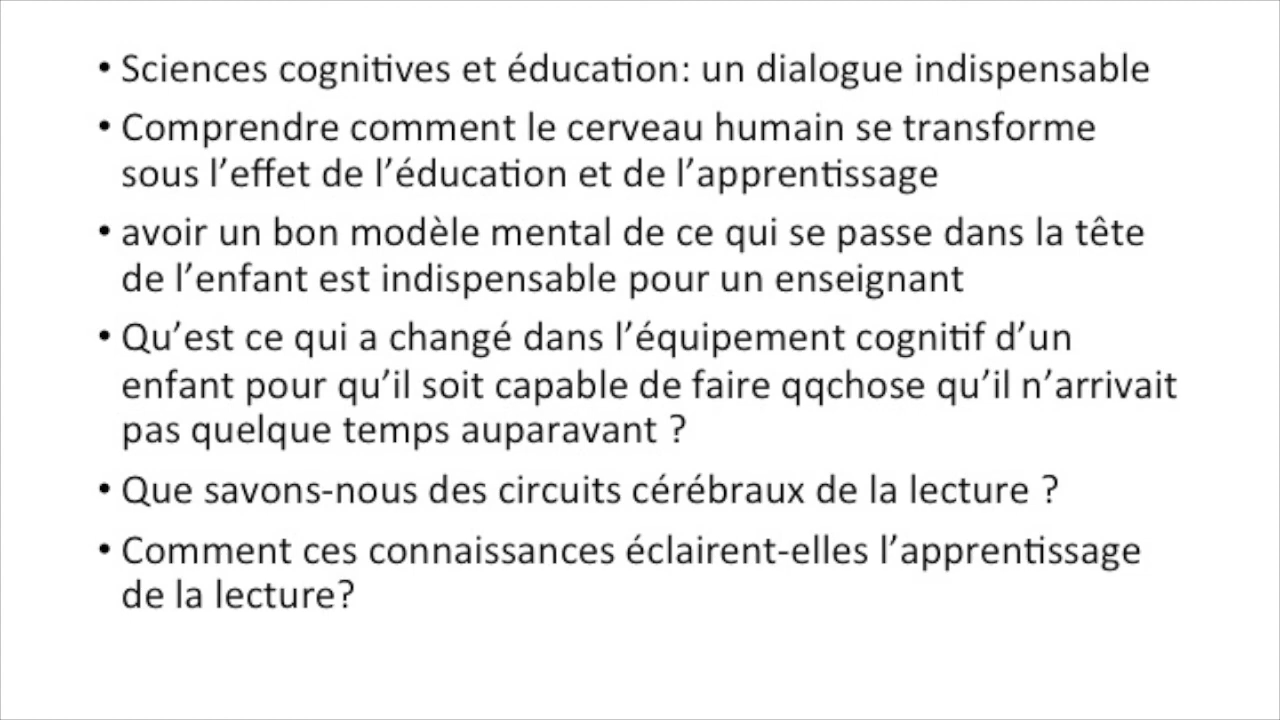 • Sciences cognitives et éducation: un dialogue indispensable
• Comprendre comment le cerveau humain se transforme
sous l’effet de l’éducation et de l’apprentissage
• avoir un bon modèle mental de ce qui se passe dans la tête
de l’enfant est indispensable pour un enseignant
• Qu’est ce qui a changé dans l’équipement cognitif d’un
enfant pour qu’il soit capable de faire qqchose qu’il n’arrivait
pas quelque temps auparavant ?
• Que savons-nous des circuits cérébraux de la lecture ?
• Comment ces connaissances éclairent-elles l’apprentissage
de la lecture?